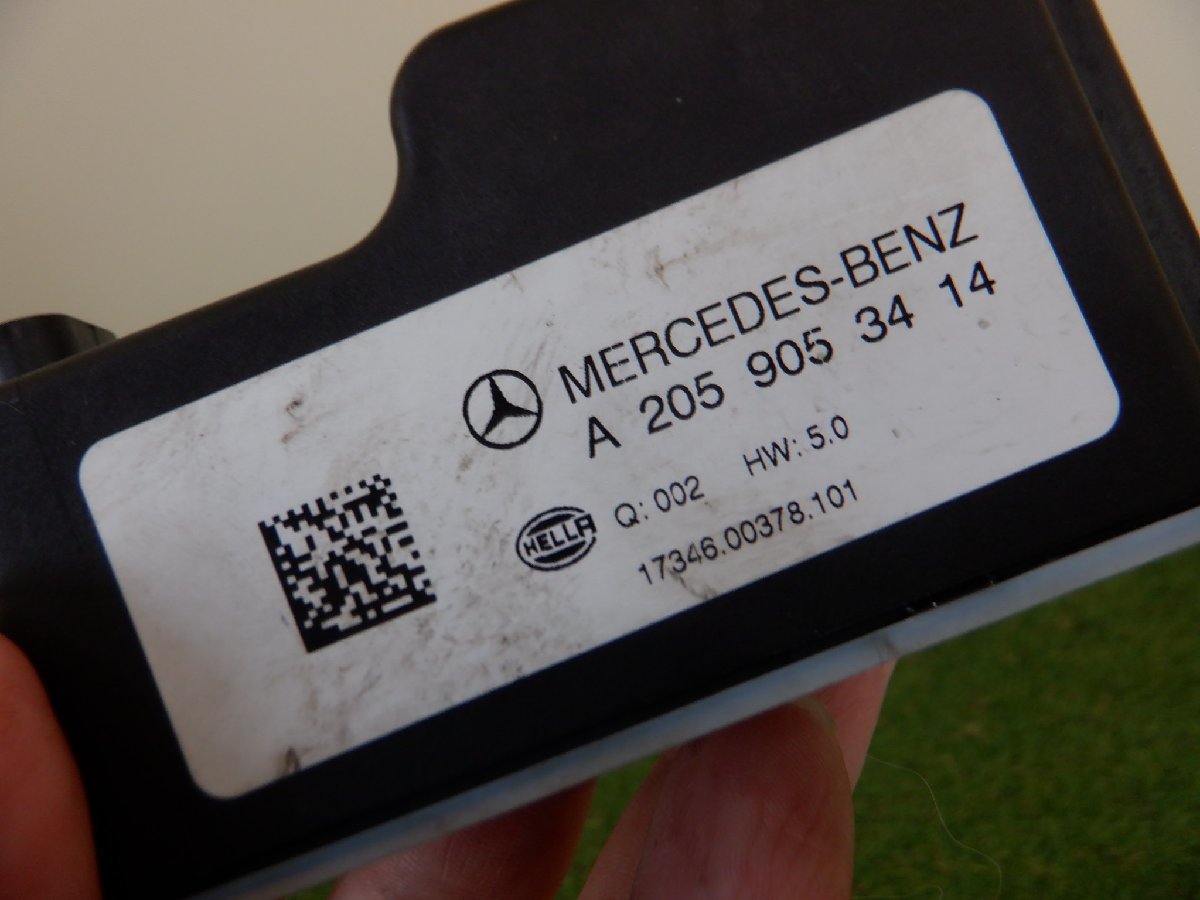 MERCEDES-BENZ
A 205 905 34 14
HELLA Q: 002 HW: 5.0
17346.00378.101